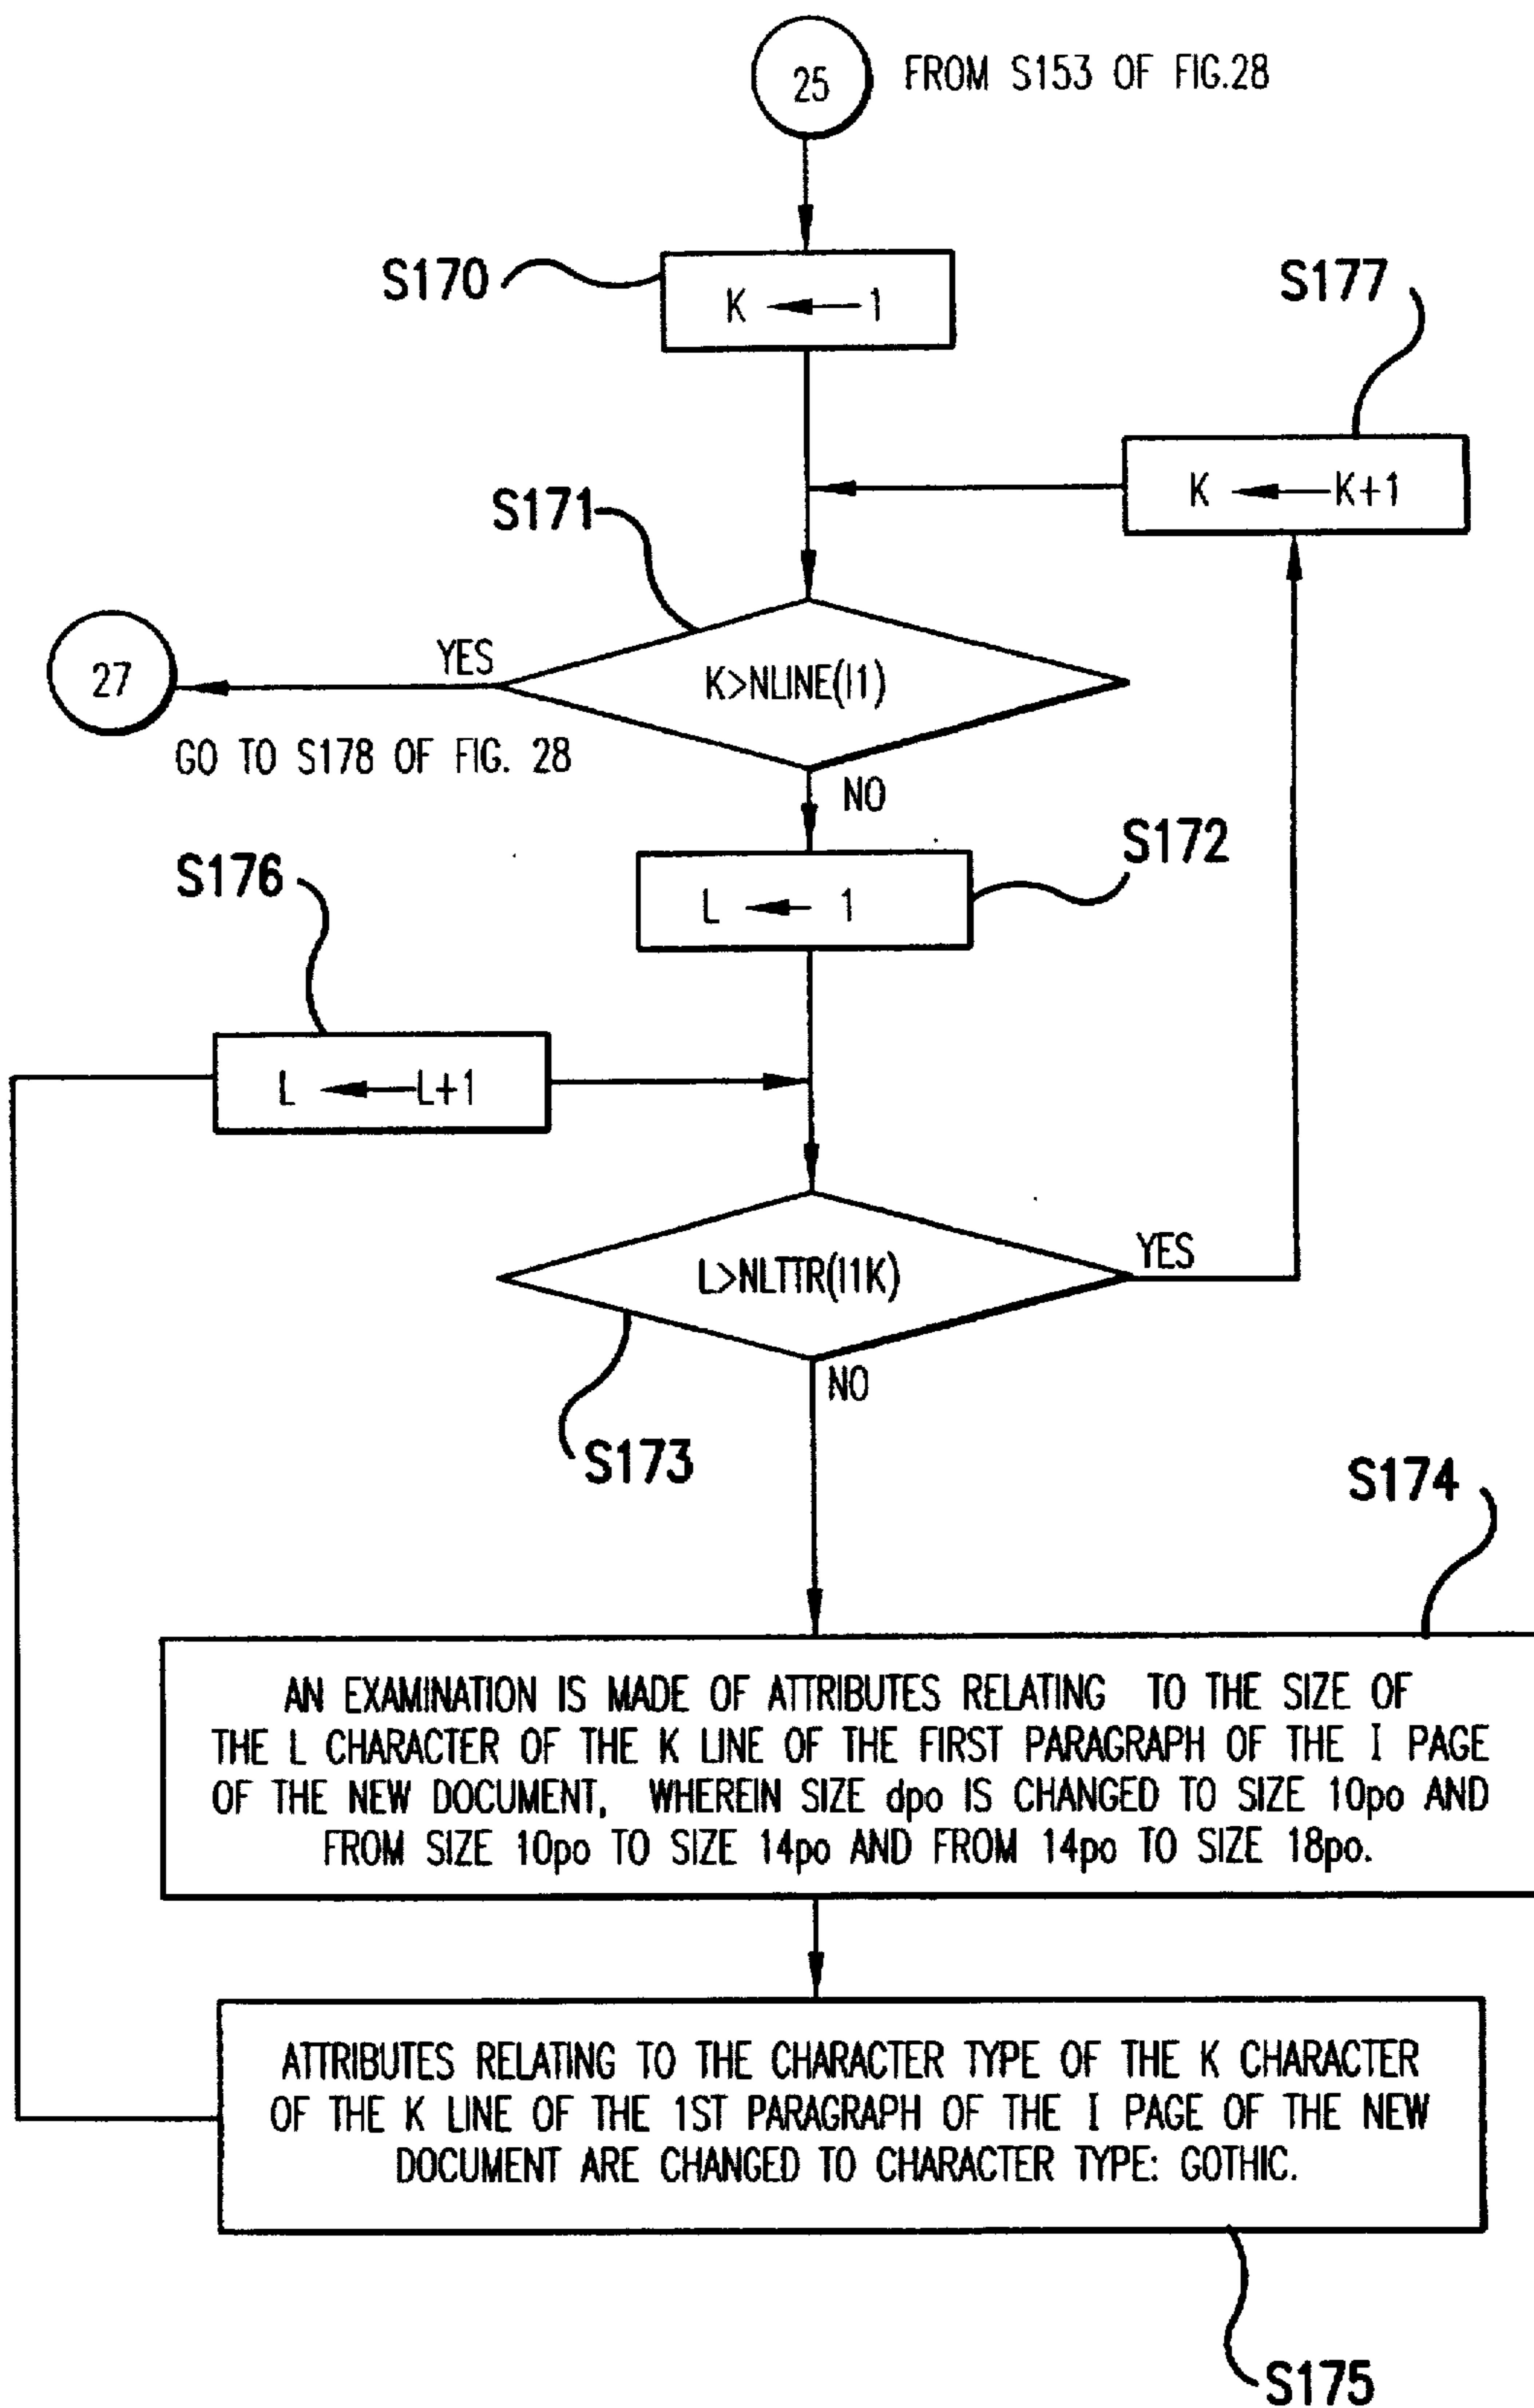 25 FROM S153 OF FIG.28
S170
K ← 1
S177
K ← K+1
S171
YES
K>NLINE(I1)
27
GO TO S178 OF FIG. 28
NO
S172
L ← 1
S176
L ← L+1
L>NLTTR(I1K)
YES
NO
S173
S174
AN EXAMINATION IS MADE OF ATTRIBUTES RELATING TO THE SIZE OF
THE L CHARACTER OF THE K LINE OF THE FIRST PARAGRAPH OF THE I PAGE
OF THE NEW DOCUMENT, WHEREIN SIZE dpo IS CHANGED TO SIZE 10po AND
FROM SIZE 10po TO SIZE 14po AND FROM 14po TO SIZE 18po.
ATTRIBUTES RELATING TO THE CHARACTER TYPE OF THE K CHARACTER
OF THE K LINE OF THE 1ST PARAGRAPH OF THE I PAGE OF THE NEW
DOCUMENT ARE CHANGED TO CHARACTER TYPE: GOTHIC.
S175